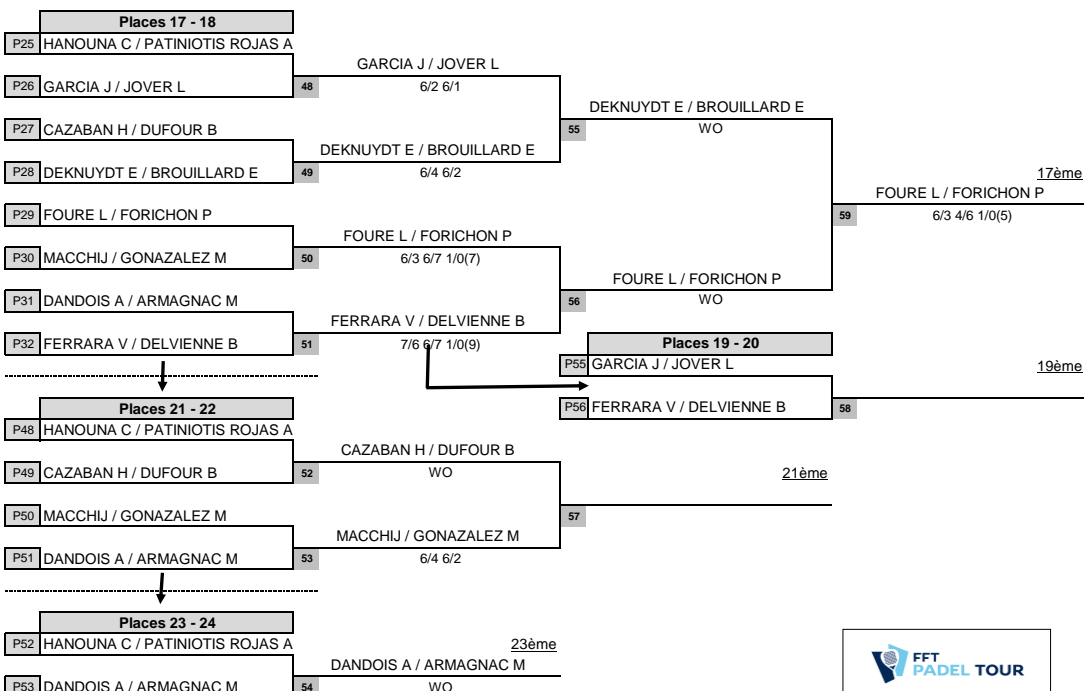 Places 17 - 18
P25 HANOUNA C / PATINIOTIS ROJAS A
GARCIA J / JOVER L
P26 GARCIA J / JOVER L 48 6/2 6/1
DEKNUYDT E / BROUILLARD E
P27 CAZABAN H / DUFOUR B 55 WO
DEKNUYDT E / BROUILLARD E
P28 DEKNUYDT E / BROUILLARD E 49 6/4 6/2 17ème
FOURE L / FORICHON P
P29 FOURE L / FORICHON P 59 6/3 4/6 1/0(5)
FOURE L / FORICHON P
P30 MACCHIJ / GONAZALEZ M 50 6/3 6/7 1/0(7)
FOURE L / FORICHON P
P31 DANDOIS A / ARMAGNAC M 56 WO
FERRARA V / DELVIENNE B
P32 FERRARA V / DELVIENNE B 51 7/6 6/7 1/0(9) Places 19 - 20
P55 GARCIA J / JOVER L 19ème
Places 21 - 22 P56 FERRARA V / DELVIENNE B 58
P48 HANOUNA C / PATINIOTIS ROJAS A
CAZABAN H / DUFOUR B
P49 CAZABAN H / DUFOUR B 52 WO 21ème
P50 MACCHIJ / GONAZALEZ M 57
MACCHIJ / GONAZALEZ M
P51 DANDOIS A / ARMAGNAC M 53 6/4 6/2
Places 23 - 24
P52 HANOUNA C / PATINIOTIS ROJAS A 23ème
DANDOIS A / ARMAGNAC M
P53 DANDOIS A / ARMAGNAC M 54 WO
FFT
PADEL TOUR